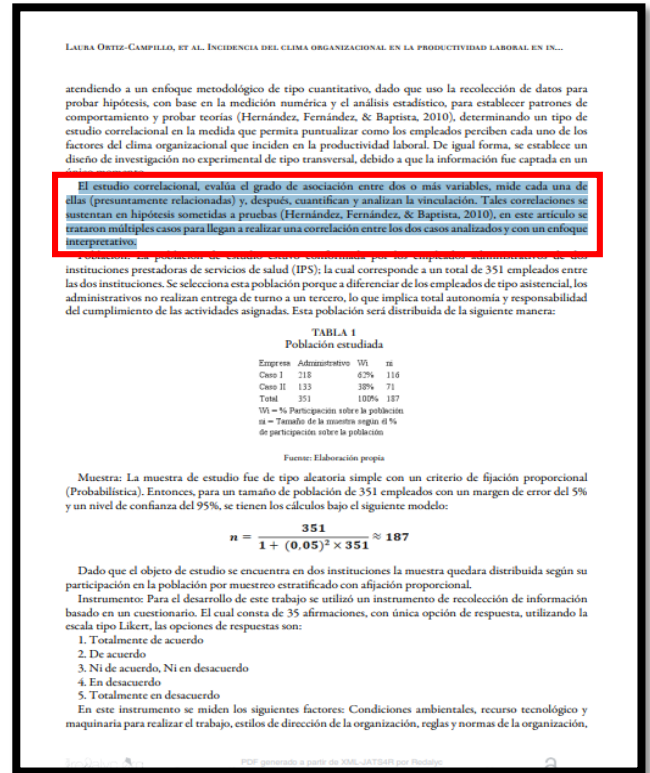 LAURA ORTIZ-CAMPILLO, ET AL. INCIDENCIA DEL CLIMA ORGANIZACIONAL EN LA PRODUCTIVIDAD LABORAL EN IN...
atendiendo a un enfoque metodológico de tipo cuantitativo, dado que uso la recolección de datos para
probar hipótesis, con base en la medición numérica y el análisis estadístico, para establecer patrones de
comportamiento y probar teorías (Hernández, Fernández, & Baptista, 2010), determinando un tipo de
estudio correlacional en la medida que permita puntualizar como los empleados perciben cada uno de los
factores del clima organizacional que inciden en la productividad laboral. De igual forma, se establece un
diseño de investigación no experimental de tipo transversal, debido a que la información fue captada en un
único momento.
El estudio correlacional, evalúa el grado de asociación entre dos o más variables, mide cada una de
ellas (presuntamente relacionadas) y, después, cuantifican y analizan la vinculación. Tales correlaciones se
sustentan en hipótesis sometidas a pruebas (Hernández, Fernández, & Baptista, 2010), en este artículo se
trataron múltiples casos para llegan a realizar una correlación entre los dos casos analizados y con un enfoque
interpretativo.
Población: La población de estudio estuvo conformada por los empleados administrativos de dos
instituciones prestadoras de servicios de salud (IPS); la cual corresponde a un total de 351 empleados entre
las dos instituciones. Se selecciona esta población porque a diferenciar de los empleados de tipo asistencial, los
administrativos no realizan entrega de turno a un tercero, lo que implica total autonomía y responsabilidad
del cumplimiento de las actividades asignadas. Esta población será distribuida de la siguiente manera:
TABLA 1
Población estudiada
Empresa Administrativo Wi ni
Caso I 218 62% 116
Caso II 133 38% 71
Total 351 100% 187
Wi = % Participación sobre la población
ni = Tamaño de la muestra según el %
de participación sobre la población
Fuente: Elaboración propia
Muestra: La muestra de estudio fue de tipo aleatoria simple con un criterio de fijación proporcional
(Probabilística). Entonces, para un tamaño de población de 351 empleados con un margen de error del 5%
y un nivel de confianza del 95%, se tienen los cálculos bajo el siguiente modelo:
n = 351 / 1 + (0,05)² × 351 ≈ 187
Dado que el objeto de estudio se encuentra en dos instituciones la muestra quedara distribuida según su
participación en la población por muestreo estratificado con afijación proporcional.
Instrumento: Para el desarrollo de este trabajo se utilizó un instrumento de recolección de información
basado en un cuestionario. El cual consta de 35 afirmaciones, con única opción de respuesta, utilizando la
escala tipo Likert, las opciones de respuestas son:
1. Totalmente de acuerdo
2. De acuerdo
3. Ni de acuerdo, Ni en desacuerdo
4. En desacuerdo
5. Totalmente en desacuerdo
En este instrumento se miden los siguientes factores: Condiciones ambientales, recurso tecnológico y
maquinaria para realizar el trabajo, estilos de dirección de la organización, reglas y normas de la organización,
PDF generado a partir de XML-JATS4R por Redalyc